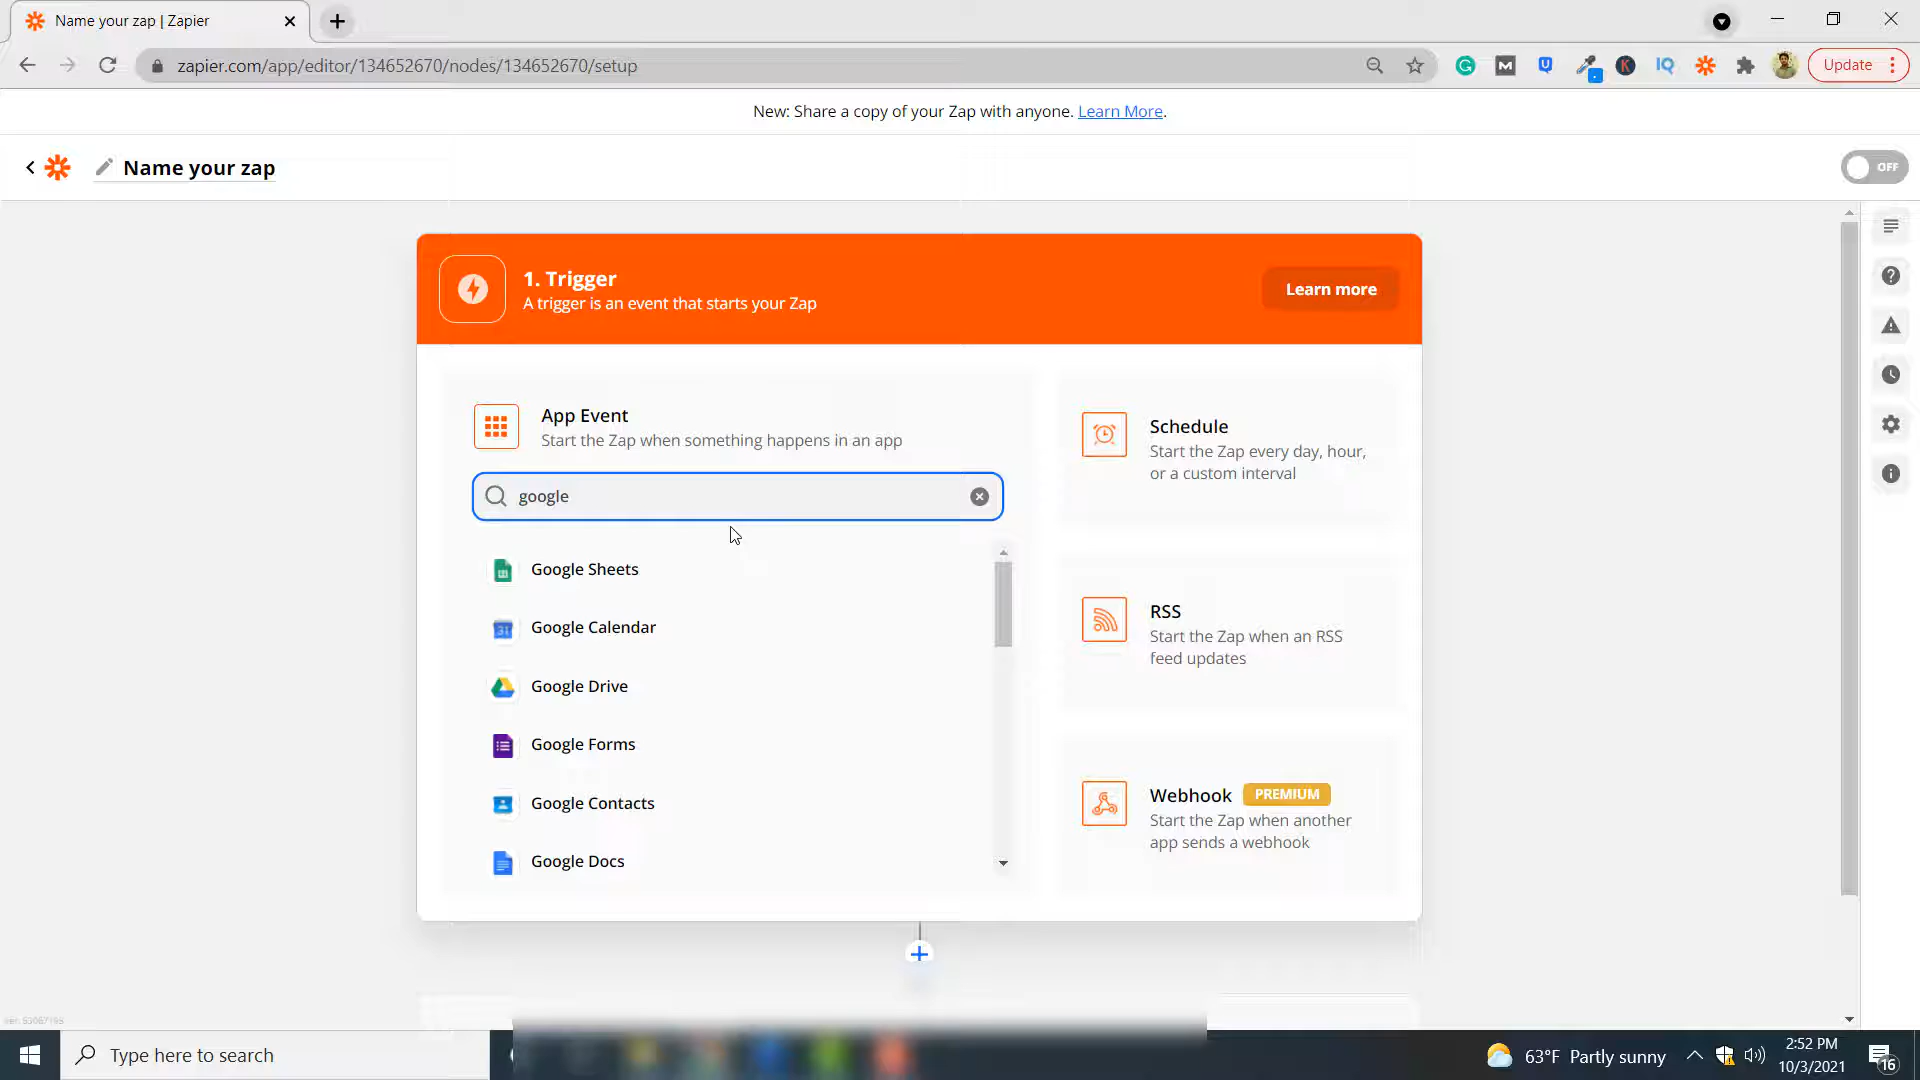 Name your zap | Zapier
zapier.com/app/editor/134652670/nodes/134652670/setup
Update
New: Share a copy of your Zap with anyone. Learn More.
Name your zap
OFF
1. Trigger
A trigger is an event that starts your Zap
Learn more
App Event
Start the Zap when something happens in an app
google
Google Sheets
31
Google Calendar
Google Drive
Google Forms
Google Contacts
Google Docs
Schedule
Start the Zap every day, hour,
or a custom interval
RSS
Start the Zap when an RSS
feed updates
Webhook PREMIUM
Start the Zap when another
app sends a webhook
Type here to search
63°F Partly sunny
2:52 PM
10/3/2021
16